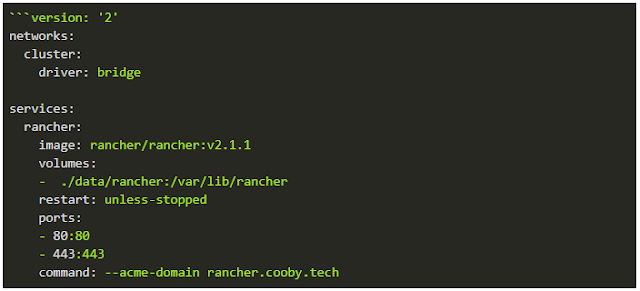 ```version: '2'
networks:
  cluster:
    driver: bridge

services:
  rancher:
    image: rancher/rancher:v2.1.1
    volumes:
    -  ./data/rancher:/var/lib/rancher
    restart: unless-stopped
    ports:
    - 80:80
    - 443:443
    command: --acme-domain rancher.cooby.tech